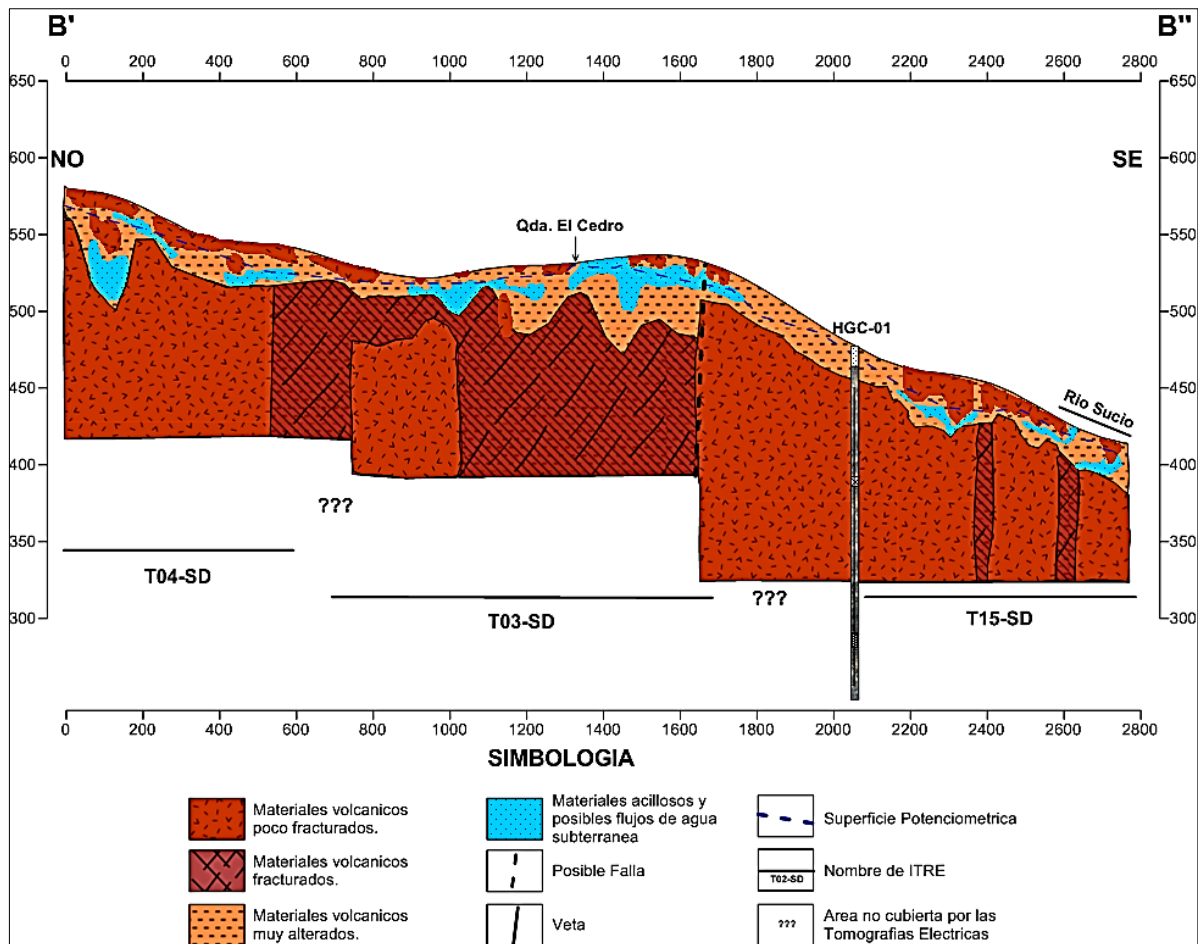 B'
B"
0 200 400 600 800 1000 1200 1400 1600 1800 2000 2200 2400 2600 2800
650
650
600
600
NO
SE
550
550
Qda. El Cedro
500
500
HGC-01
450
450
Rio Sucio
400
400
???
350
350
T04-SD
???
300
300
T03-SD
T15-SD
0 200 400 600 800 1000 1200 1400 1600 1800 2000 2200 2400 2600 2800
SIMBOLOGIA
Materiales volcanicos
poco fracturados.
Materiales volcanicos
fracturados.
Materiales volcanicos
muy alterados.
Materiales acillosos y
posibles flujos de agua
subterranea
Posible Falla
Veta
Superficie Potenciometrica
T02-SD
Nombre de ITRE
???
Area no cubierta por las
Tomografias Electricas